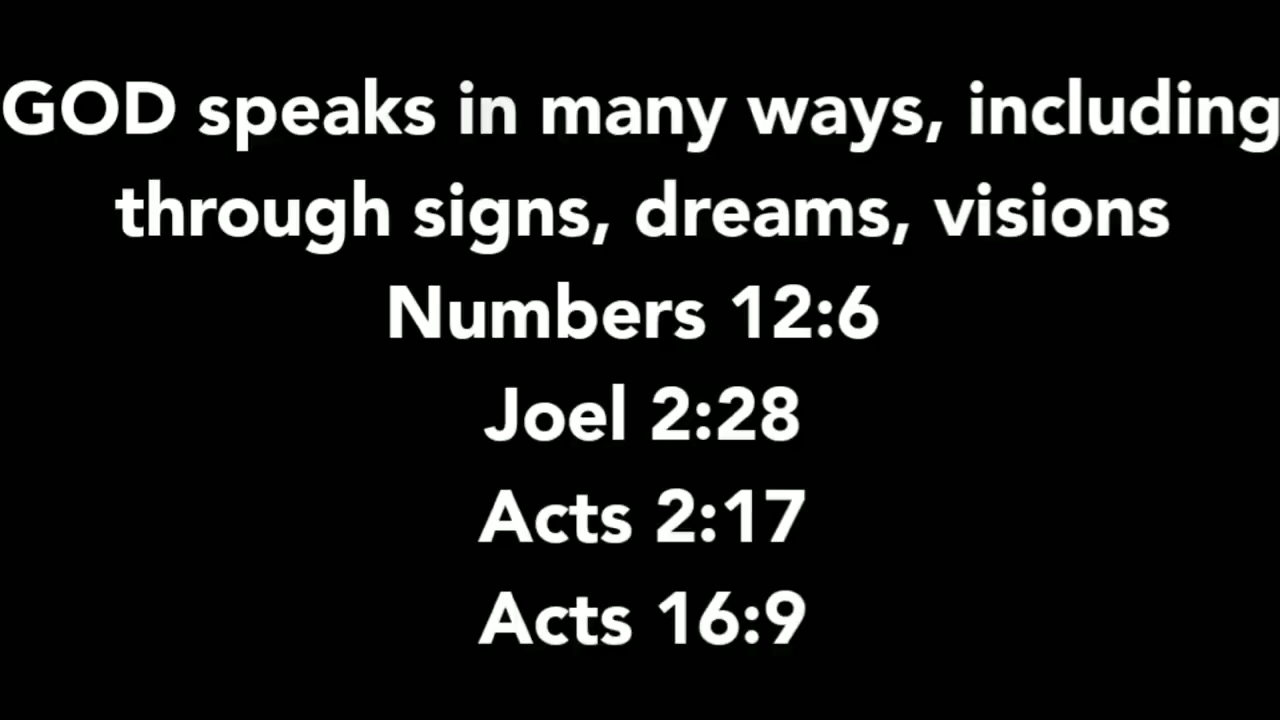 GOD speaks in many ways, including
through signs, dreams, visions
Numbers 12:6
Joel 2:28
Acts 2:17
Acts 16:9